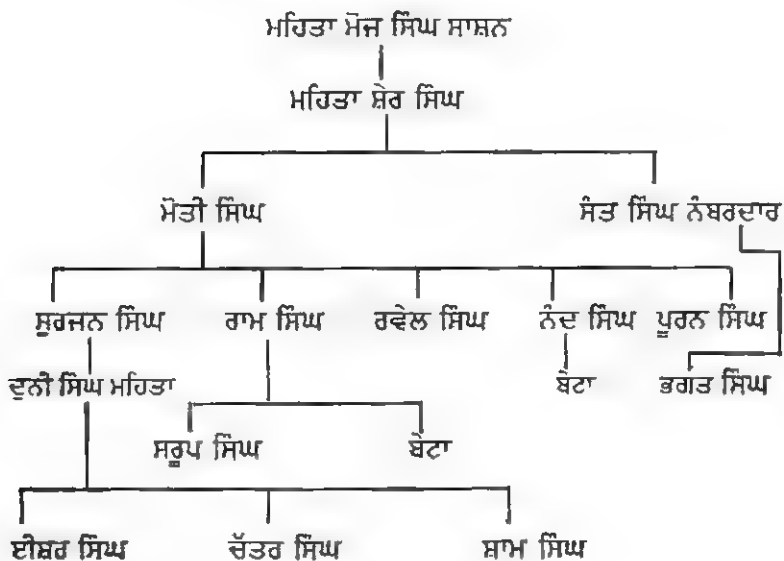 ਮਹਿਤਾ ਮੋਜ ਸਿੰਘ ਸਾਸ਼ਨ
ਮਹਿਤਾ ਸ਼ੇਰ ਸਿੰਘ
ਮੋਤੀ ਸਿੰਘ ਸੰਤ ਸਿੰਘ ਨੰਬਰਦਾਰ
ਸੁਰਜਨ ਸਿੰਘ ਰਾਮ ਸਿੰਘ ਰਵੇਲ ਸਿੰਘ ਨੰਦ ਸਿੰਘ ਪੂਰਨ ਸਿੰਘ
ਦੁਨੀ ਸਿੰਘ ਮਹਿਤਾ ਬੇਟਾ ਭਗਤ ਸਿੰਘ
ਸਰੂਪ ਸਿੰਘ ਬੇਟਾ
ਈਸ਼ਰ ਸਿੰਘ ਚੱਤਰ ਸਿੰਘ ਸ਼ਾਮ ਸਿੰਘ